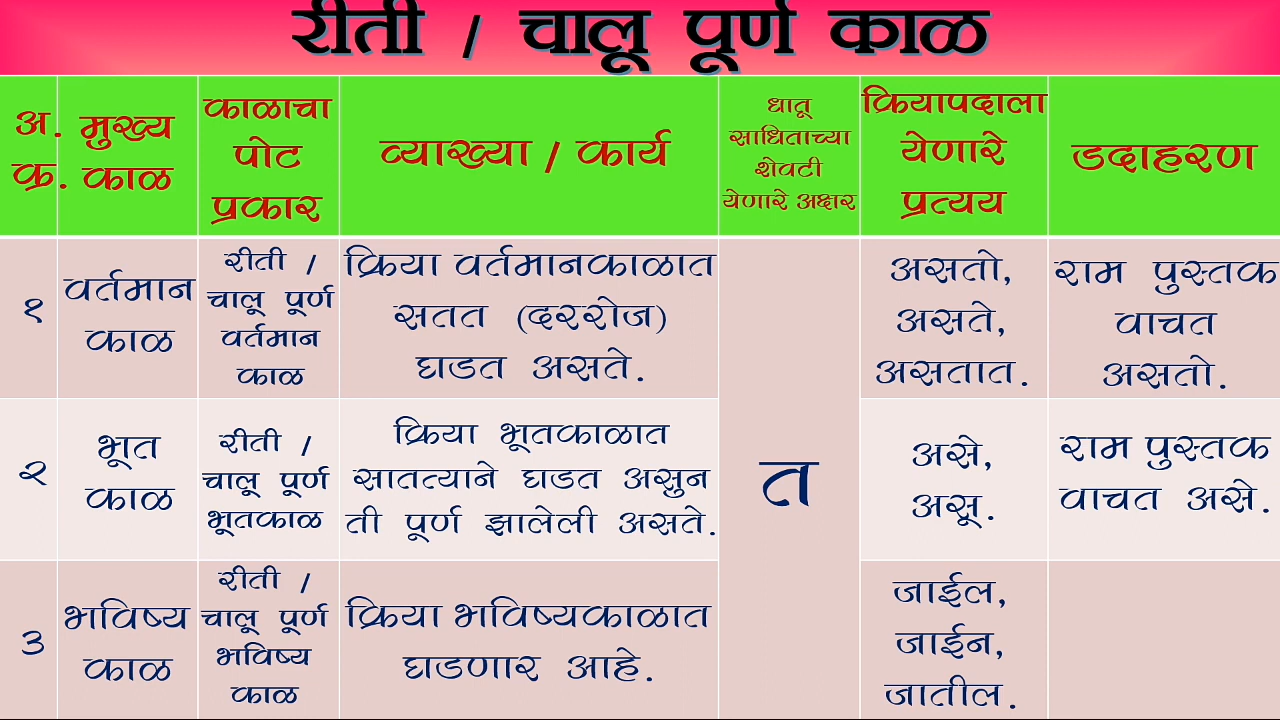 रीती / चालू पूर्ण काळ
अ.
क्र.
मुख्य
काळ
काळाचा
पोट
प्रकार
व्याख्या / कार्य
धातू
साधिताच्या
शेवटी
येणारे अक्षर
क्रियापदाला
येणारे
प्रत्यय
उदाहरण
१
वर्तमान
काळ
रीती /
चालू पूर्ण
वर्तमान
काळ
क्रिया वर्तमानकाळात
सतत (दररोज)
घडत असते.
त
असतो,
असते,
असतात.
राम पुस्तक
वाचत
असतो.
२
भूत
काळ
रीती /
चालू पूर्ण
भूतकाळ
क्रिया भूतकाळात
सातत्याने घडत असुन
ती पूर्ण झालेली असते.
असे,
असू.
राम पुस्तक
वाचत असे.
३
भविष्य
काळ
रीती /
चालू पूर्ण
भविष्य
काळ
क्रिया भविष्यकाळात
घडणार आहे.
जाईल,
जाईन,
जातील.